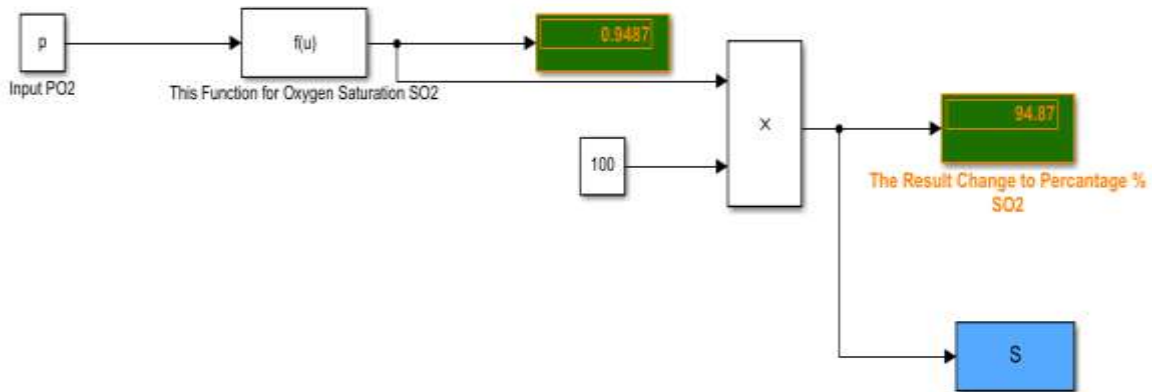 p
Input PO2
f(u)
This Function for Oxygen Saturation SO2
0.9487
100
X
94.87
The Result Change to Percantage %
SO2
S